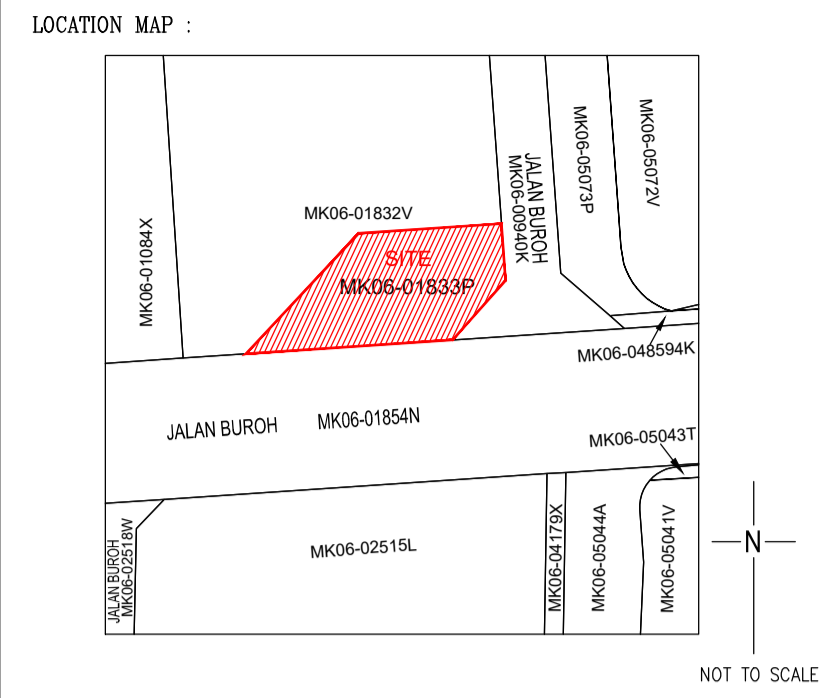 LOCATION MAP :
MK06-01084X
MK06-01832V
JALAN BUROH
MK06-00940K
MK06-05073P
MK06-05072V
SITE
MK06-01833P
MK06-048594K
JALAN BUROH
MK06-01854N
MK06-05043T
JALAN BUROH
MK06-02518W
MK06-02515L
MK06-04179X
MK06-05044A
MK06-05041V
N
NOT TO SCALE